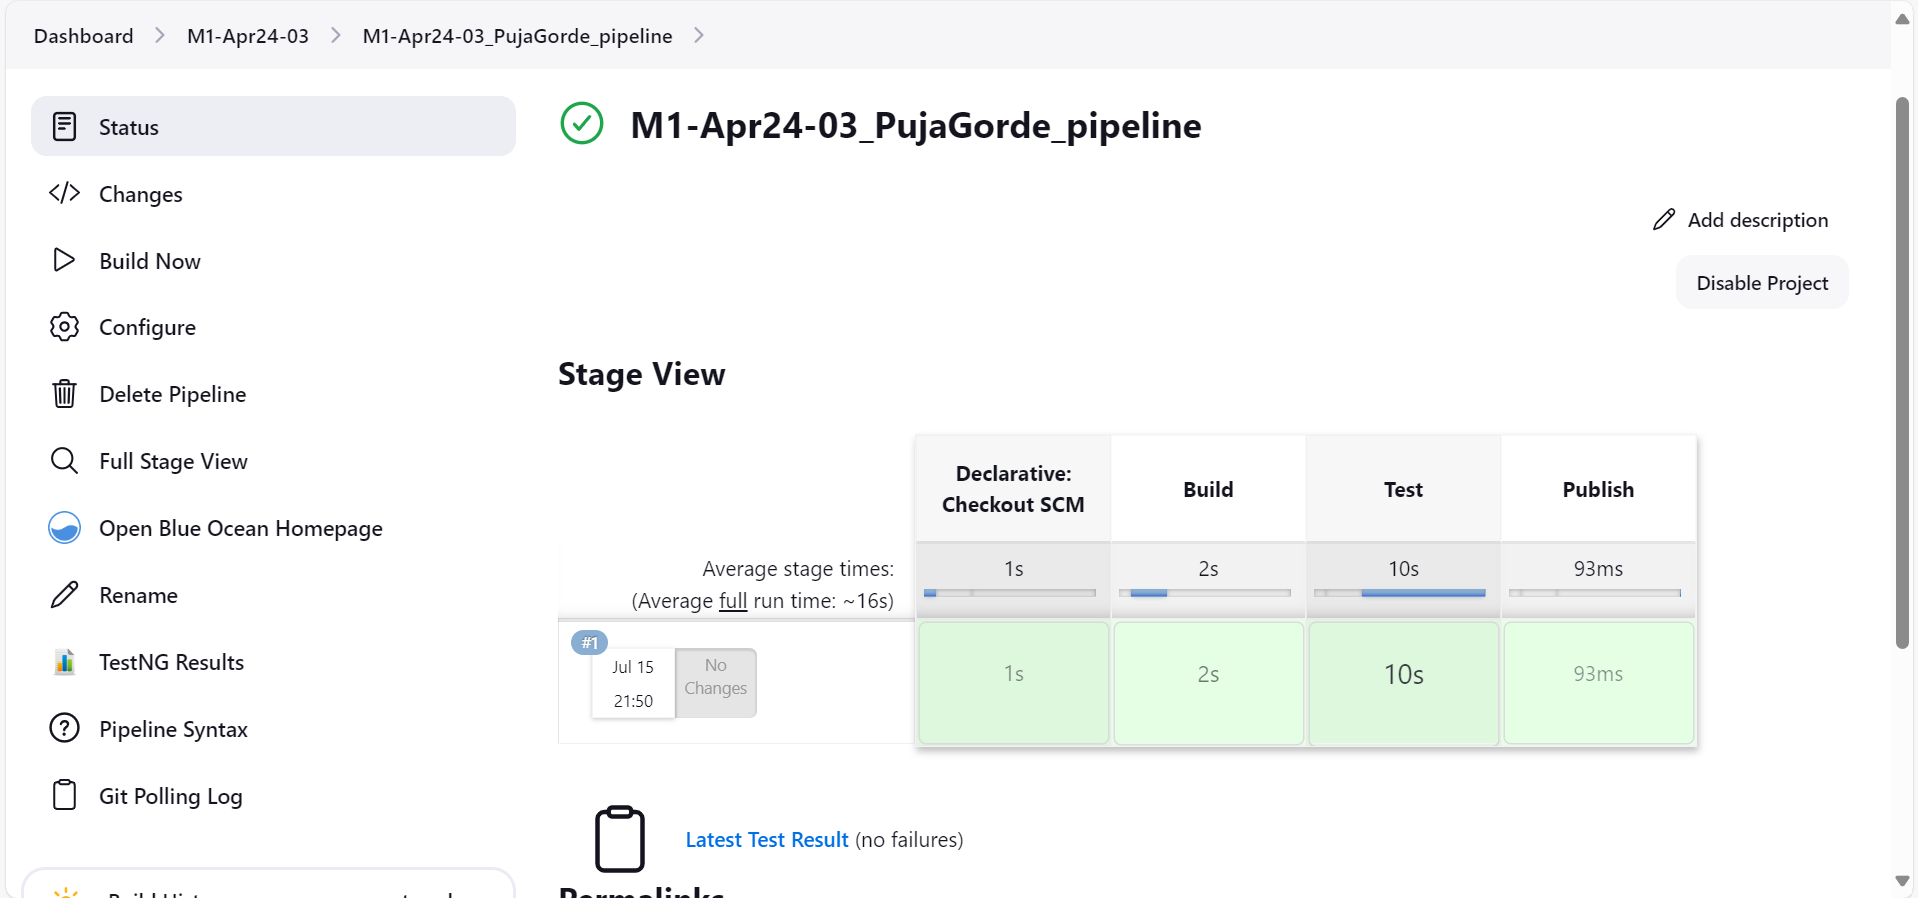 Dashboard
M1-Apr24-03
M1-Apr24-03_PujaGorde_pipeline
Status
Changes
Build Now
Configure
Delete Pipeline
Full Stage View
Open Blue Ocean Homepage
Rename
TestNG Results
Pipeline Syntax
Git Polling Log
M1-Apr24-03_PujaGorde_pipeline
Add description
Disable Project
Stage View
Declarative:
Checkout SCM
Build
Test
Publish
Average stage times:
(Average full run time: ~16s)
1s
2s
10s
93ms
#1
Jul 15
21:50
No
Changes
1s
2s
10s
93ms
Latest Test Result (no failures)
Permalinks